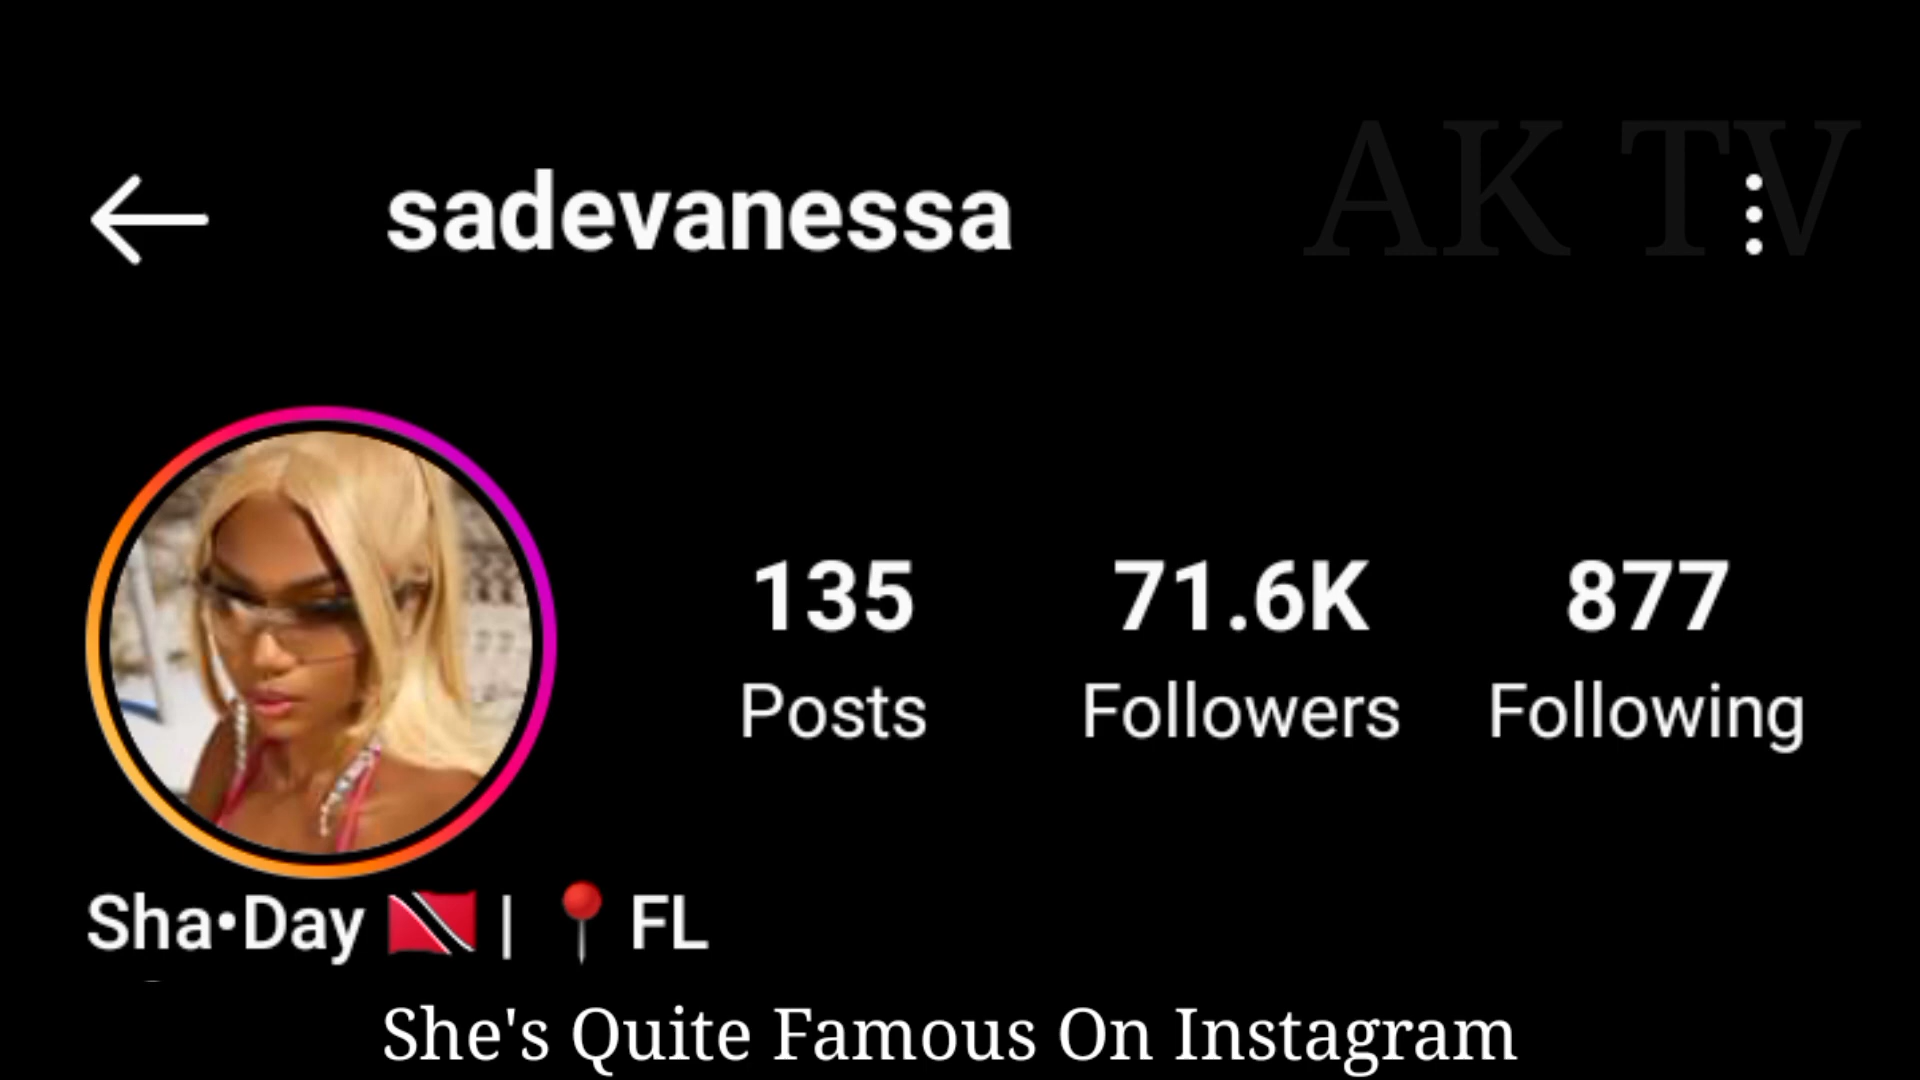 AK TV
sadevanessa
135 71.6K 877
Posts Followers Following
Sha•Day 🇹🇹 | 📍 FL
She's Quite Famous On Instagram